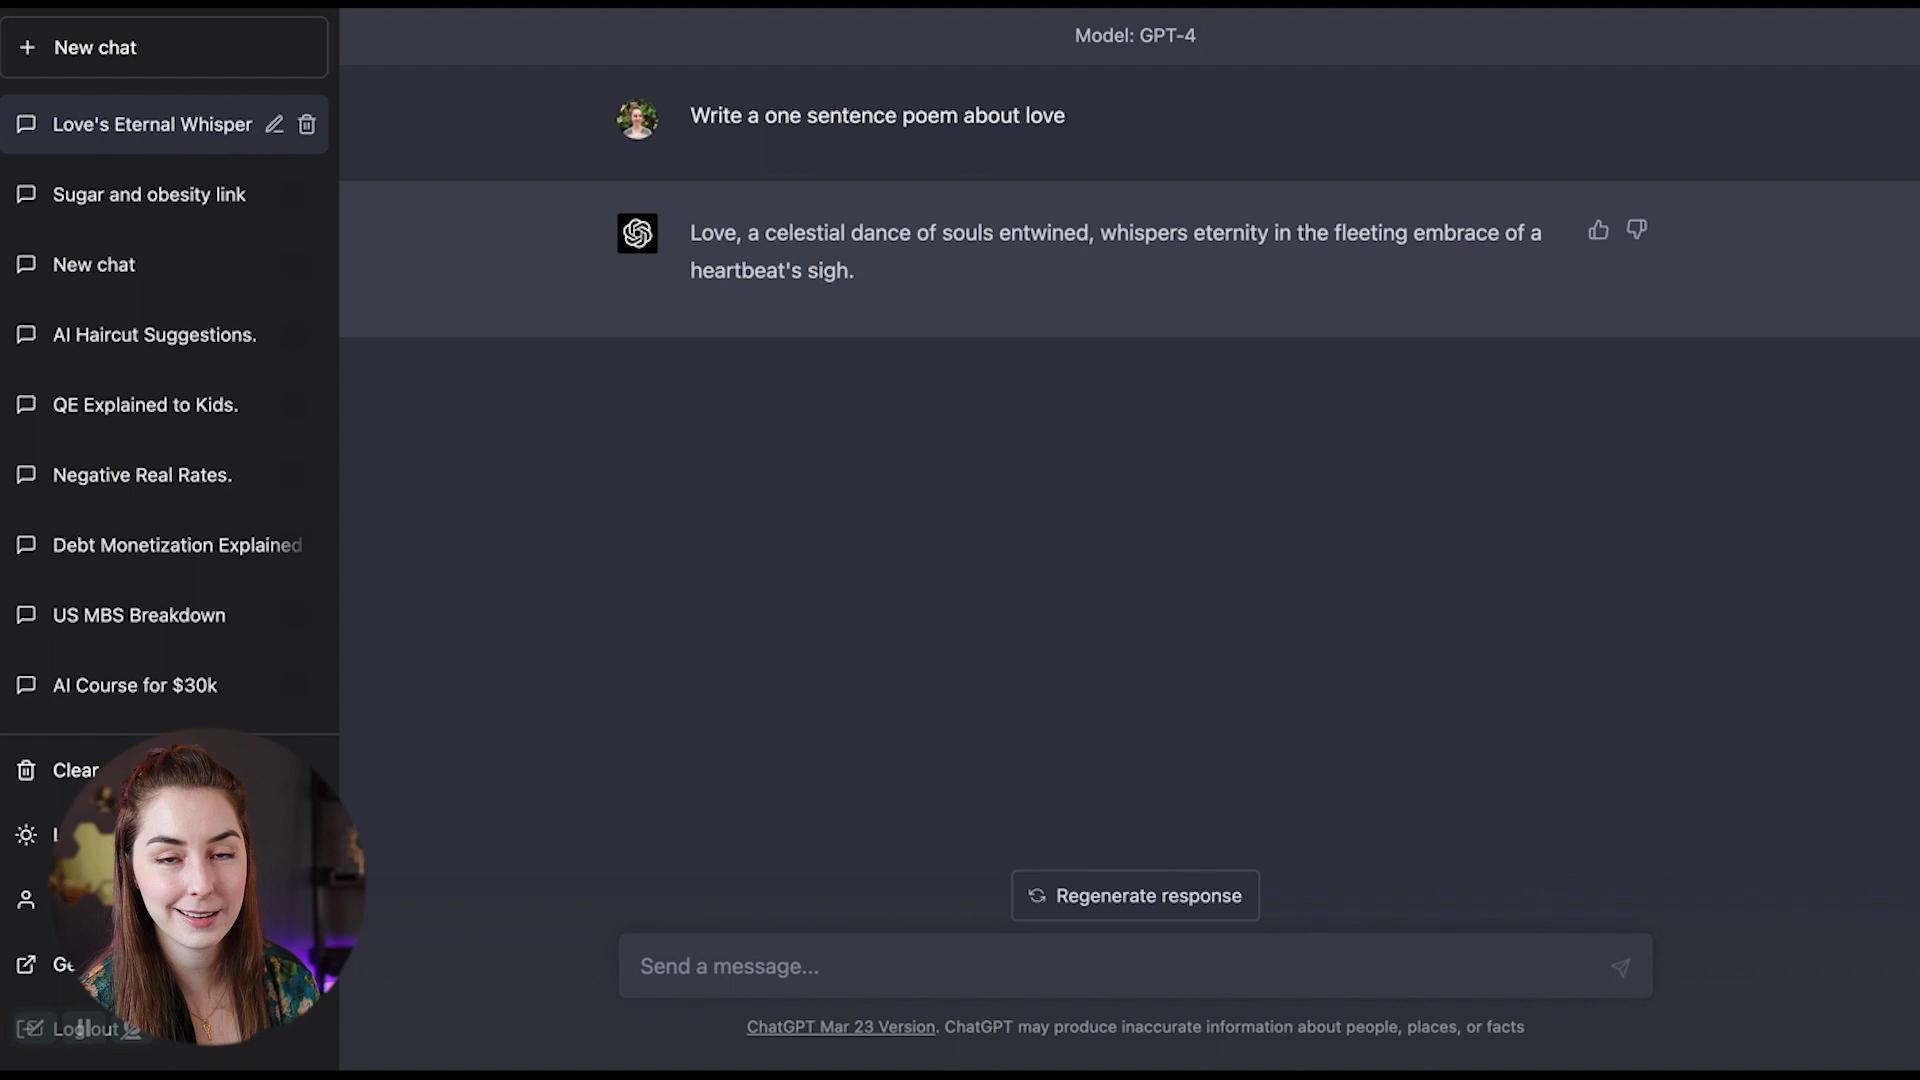 New chat
Love's Eternal Whisper
Sugar and obesity link
New chat
AI Haircut Suggestions.
QE Explained to Kids.
Negative Real Rates.
Debt Monetization Explained
US MBS Breakdown
AI Course for $30k
Clear
Log out
Model: GPT-4
Write a one sentence poem about love
Love, a celestial dance of souls entwined, whispers eternity in the fleeting embrace of a
heartbeat's sigh.
Regenerate response
Send a message...
ChatGPT Mar 23 Version. ChatGPT may produce inaccurate information about people, places, or facts